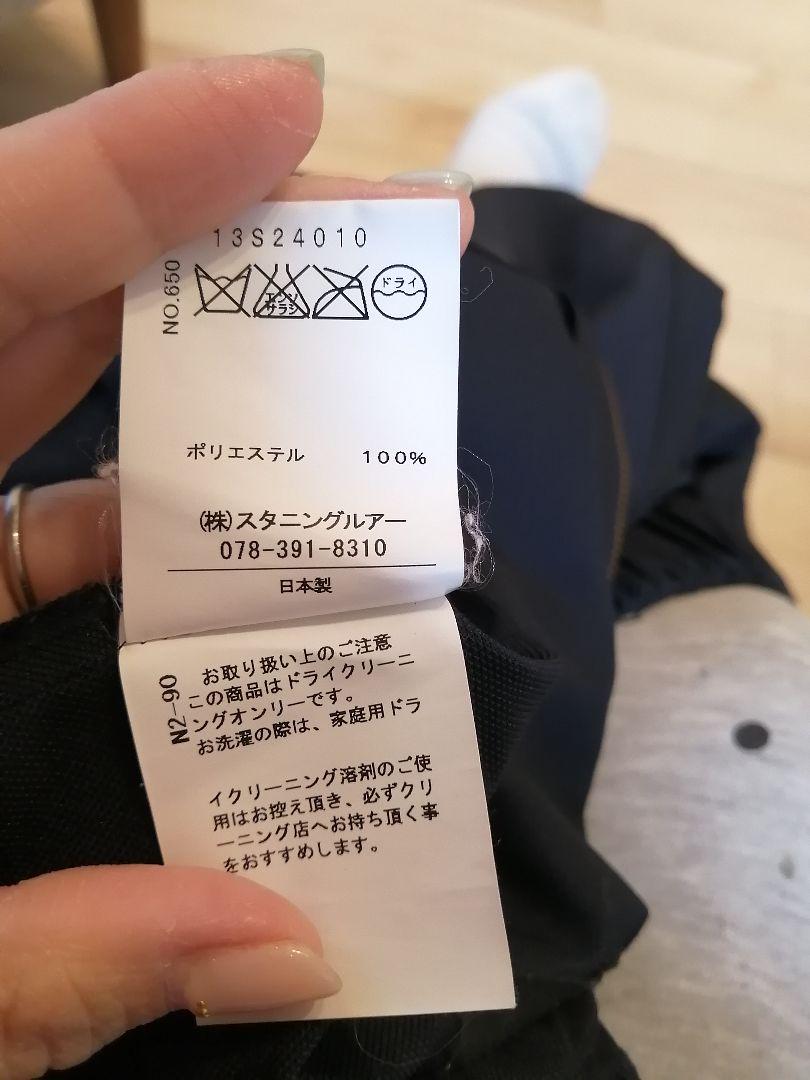 13S24010
NO.650
エンソ
サラシ
ドライ
ポリエステル 100%
(株)スタニングルアー
078-391-8310
日本製
N2-90
お取り扱い上のご注意
この商品はドライクリーニ
ングオンリーです。
お洗濯の際は、家庭用ドラ
イクリーニング溶剤のご使
用はお控え頂き、必ずクリ
ーニング店へお持ち頂く事
をおすすめします。